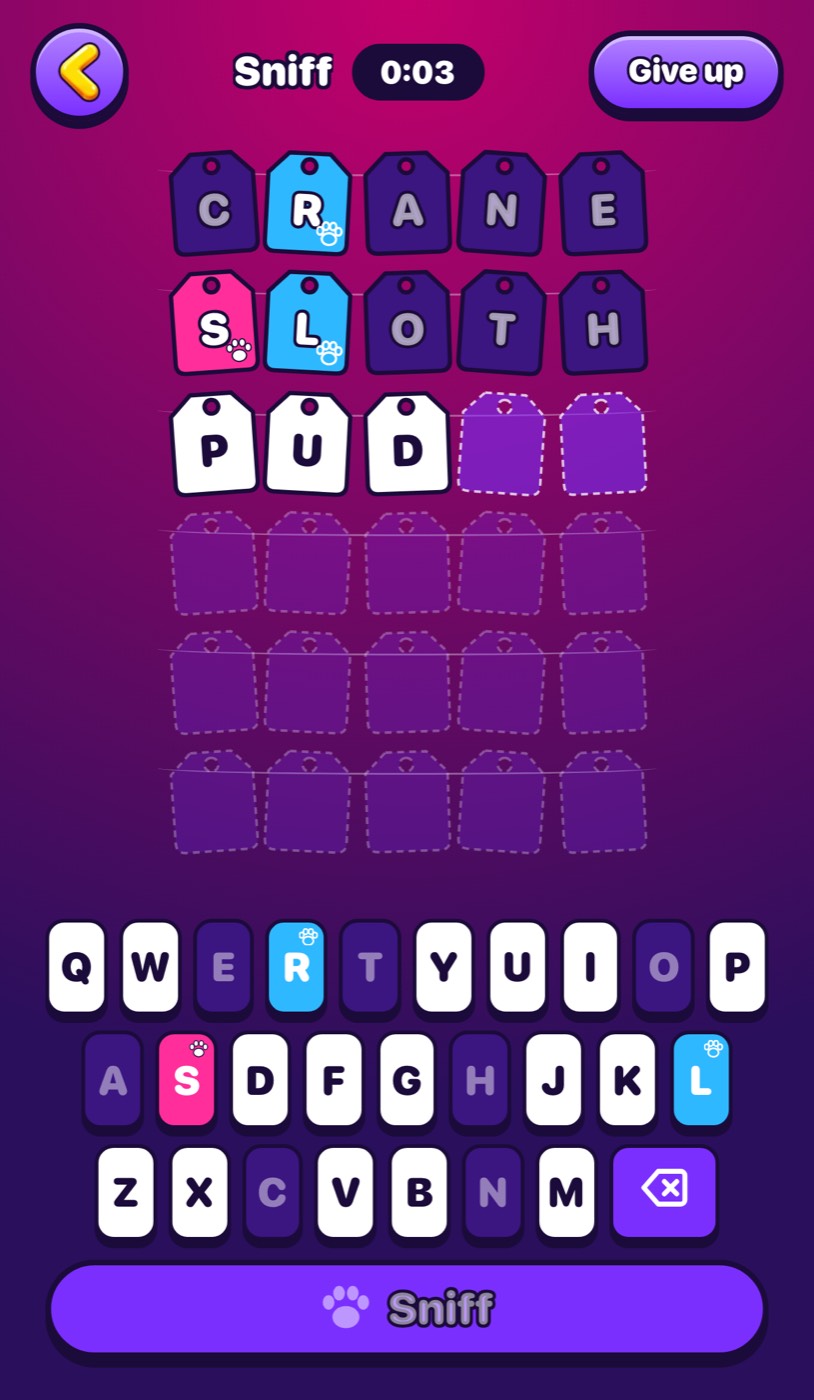 Sniff 0:03 Give up
C R A N E
S L O T H
P U D
Q W E R T Y U I O P
A S D F G H J K L
Z X C V B N M
Sniff